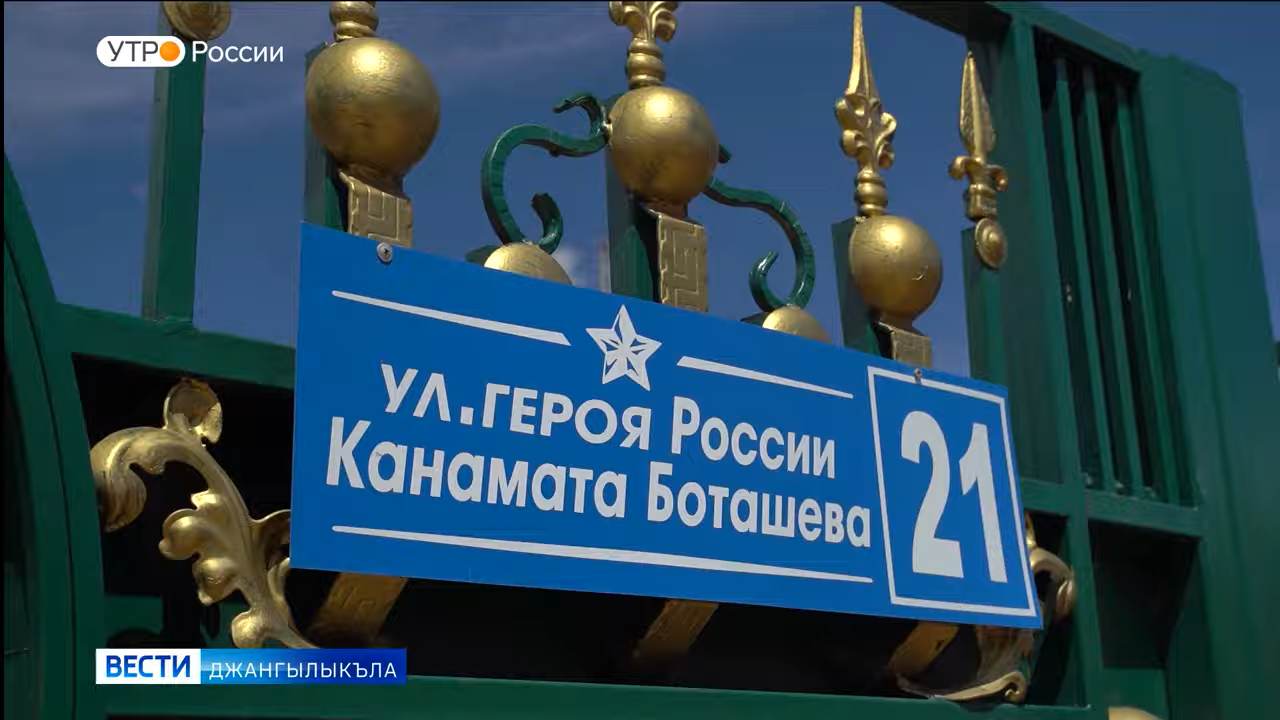 УТРО России
УЛ. ГЕРОЯ РОССИИ
КАНАМАТА БОТАШЕВА
21
ВЕСТИ ДЖАНГЫЛЫКЪЛА